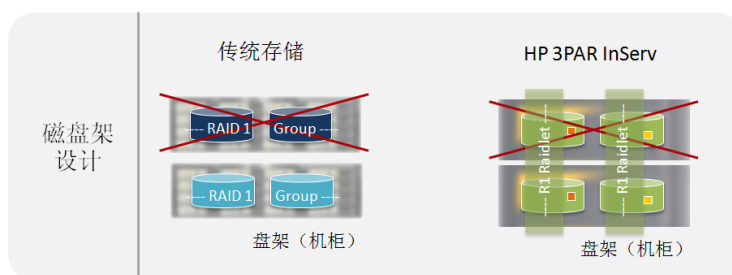 传统存储
HP 3PAR InServ
磁盘架
设计
---- RAID 1 Group ----
---- RAID 1 Group ----
---- R1 Raidlet ----
---- R1 Raidlet ----
盘架（机柜）
盘架（机柜）